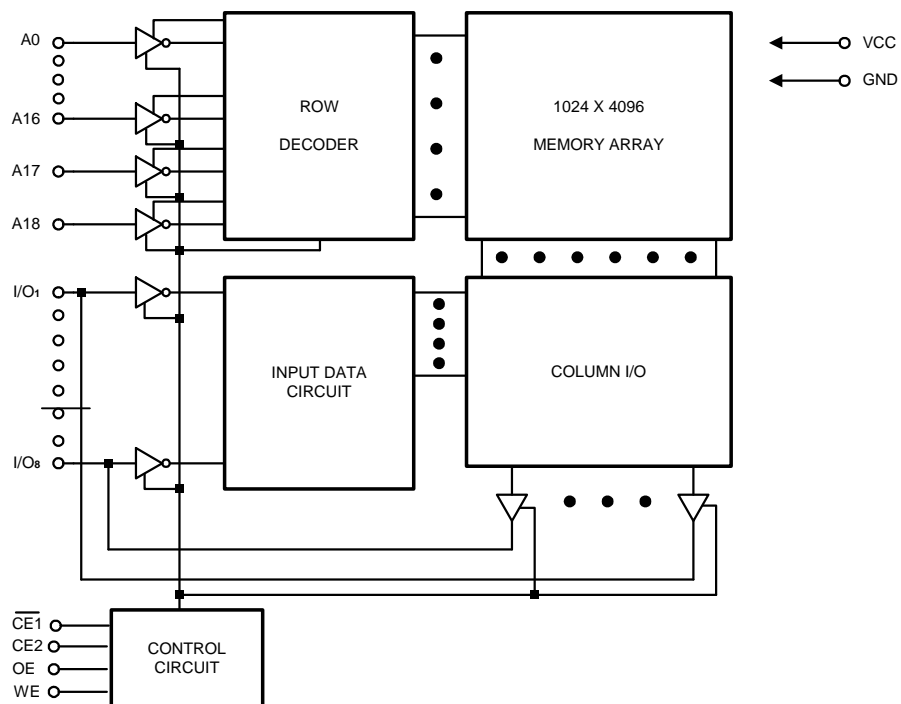 A0
A16
A17
A18
ROW
DECODER
1024 X 4096
MEMORY ARRAY
VCC
GND
I/O₁
I/O₈
INPUT DATA
CIRCUIT
COLUMN I/O
C̅E̅1̅
CE2
OE
WE
CONTROL
CIRCUIT